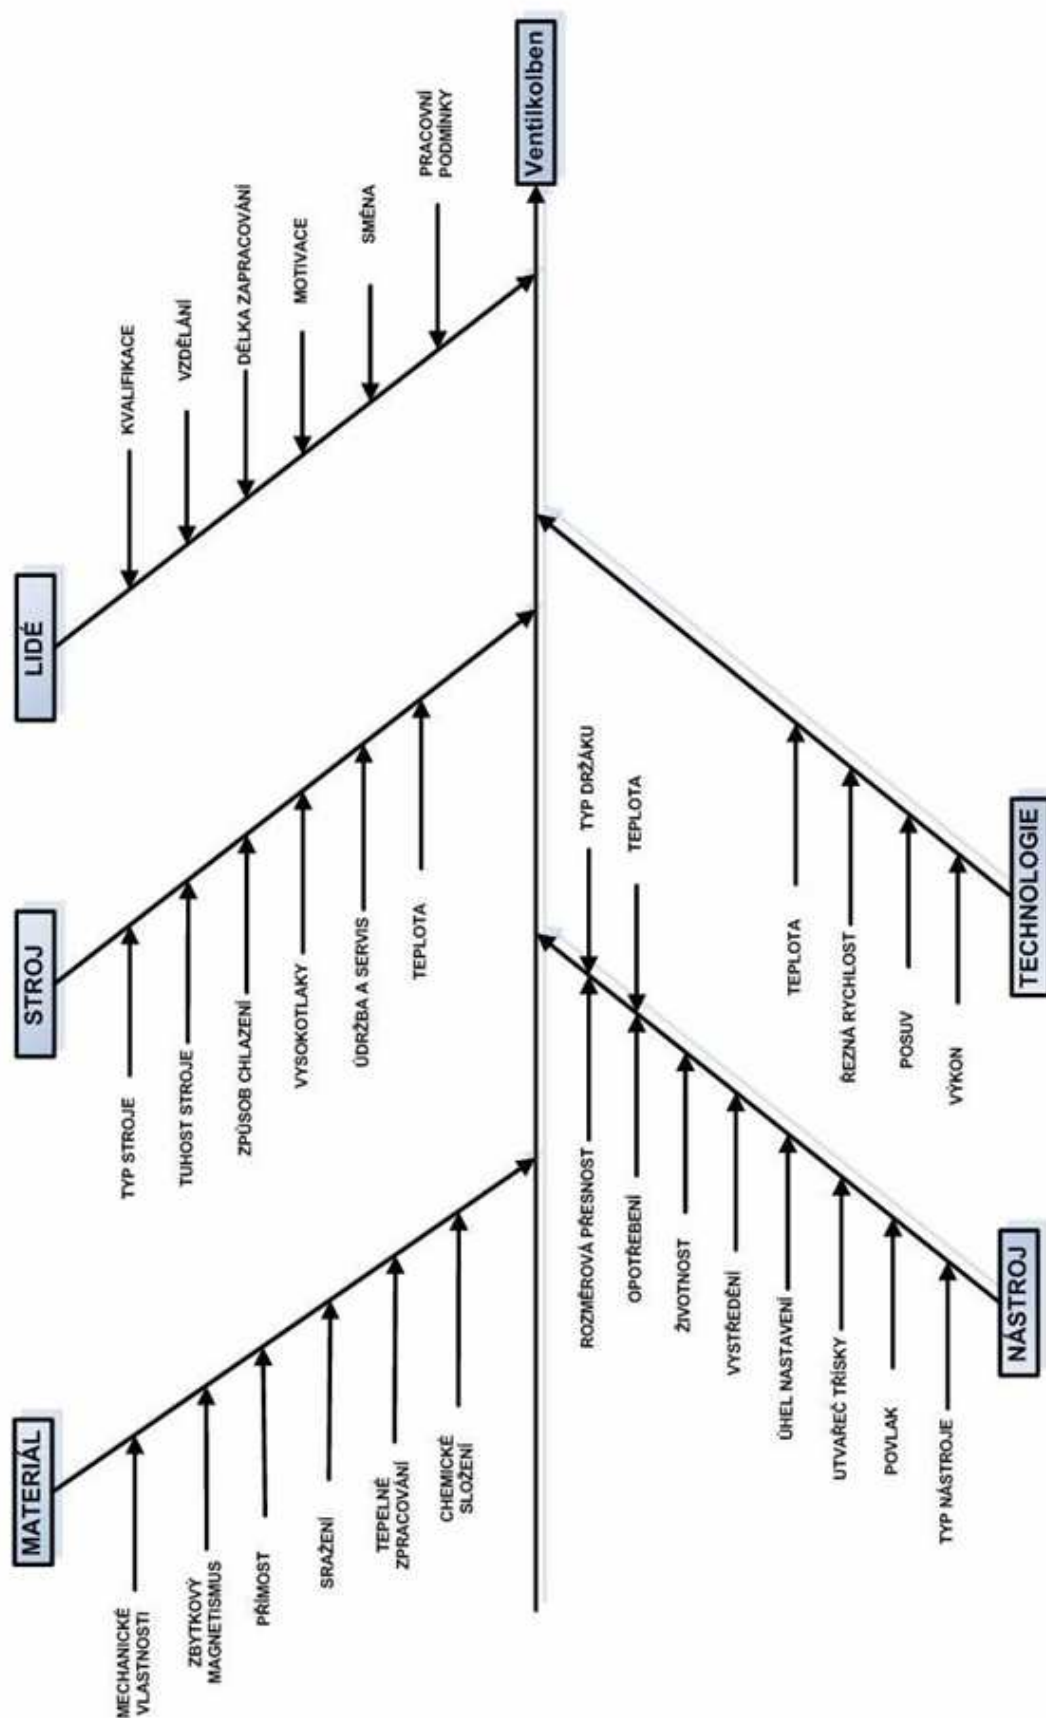 MATERIÁL
MECHANICKÉ
VLASTNOSTI
ZBYTKOVÝ
MAGNETISMUS
PŘÍMOST
SRAŽENÍ
TEPELNÉ
ZPRACOVÁNÍ
CHEMICKÉ
SLOŽENÍ
STROJ
TYP STROJE
TUHOST STROJE
ZPŮSOB CHLAZENÍ
VYSOKOTLAKY
ÚDRŽBA A SERVIS
TEPLOTA
LIDÉ
KVALIFIKACE
VZDĚLÁNÍ
DÉLKA ZAPRACOVÁNÍ
MOTIVACE
SMĚNA
PRACOVNÍ
PODMÍNKY
Ventilkolben
ROZMĚROVÁ PŘESNOST
TYP DRŽÁKU
OPOTŘEBENÍ
TEPLOTA
ŽIVOTNOST
VYSTŘEDĚNÍ
ÚHEL NASTAVENÍ
UTVAŘEČ TŘÍSKY
POVLAK
TYP NÁSTROJE
NÁSTROJ
TEPLOTA
ŘEZNÁ RYCHLOST
POSUV
VÝKON
TECHNOLOGIE